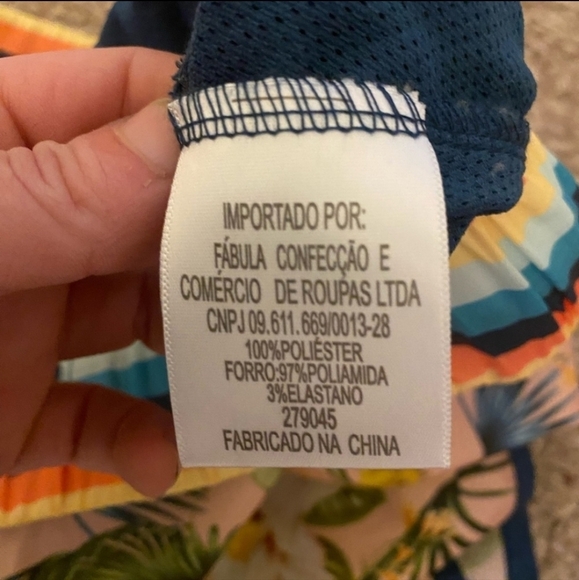 IMPORTADO POR:
FÁBULA CONFECÇÃO E
COMÉRCIO DE ROUPAS LTDA
CNPJ 09.611.669/0013-28
100%POLIÉSTER
FORRO:97%POLIAMIDA
3%ELASTANO
279045
FABRICADO NA CHINA